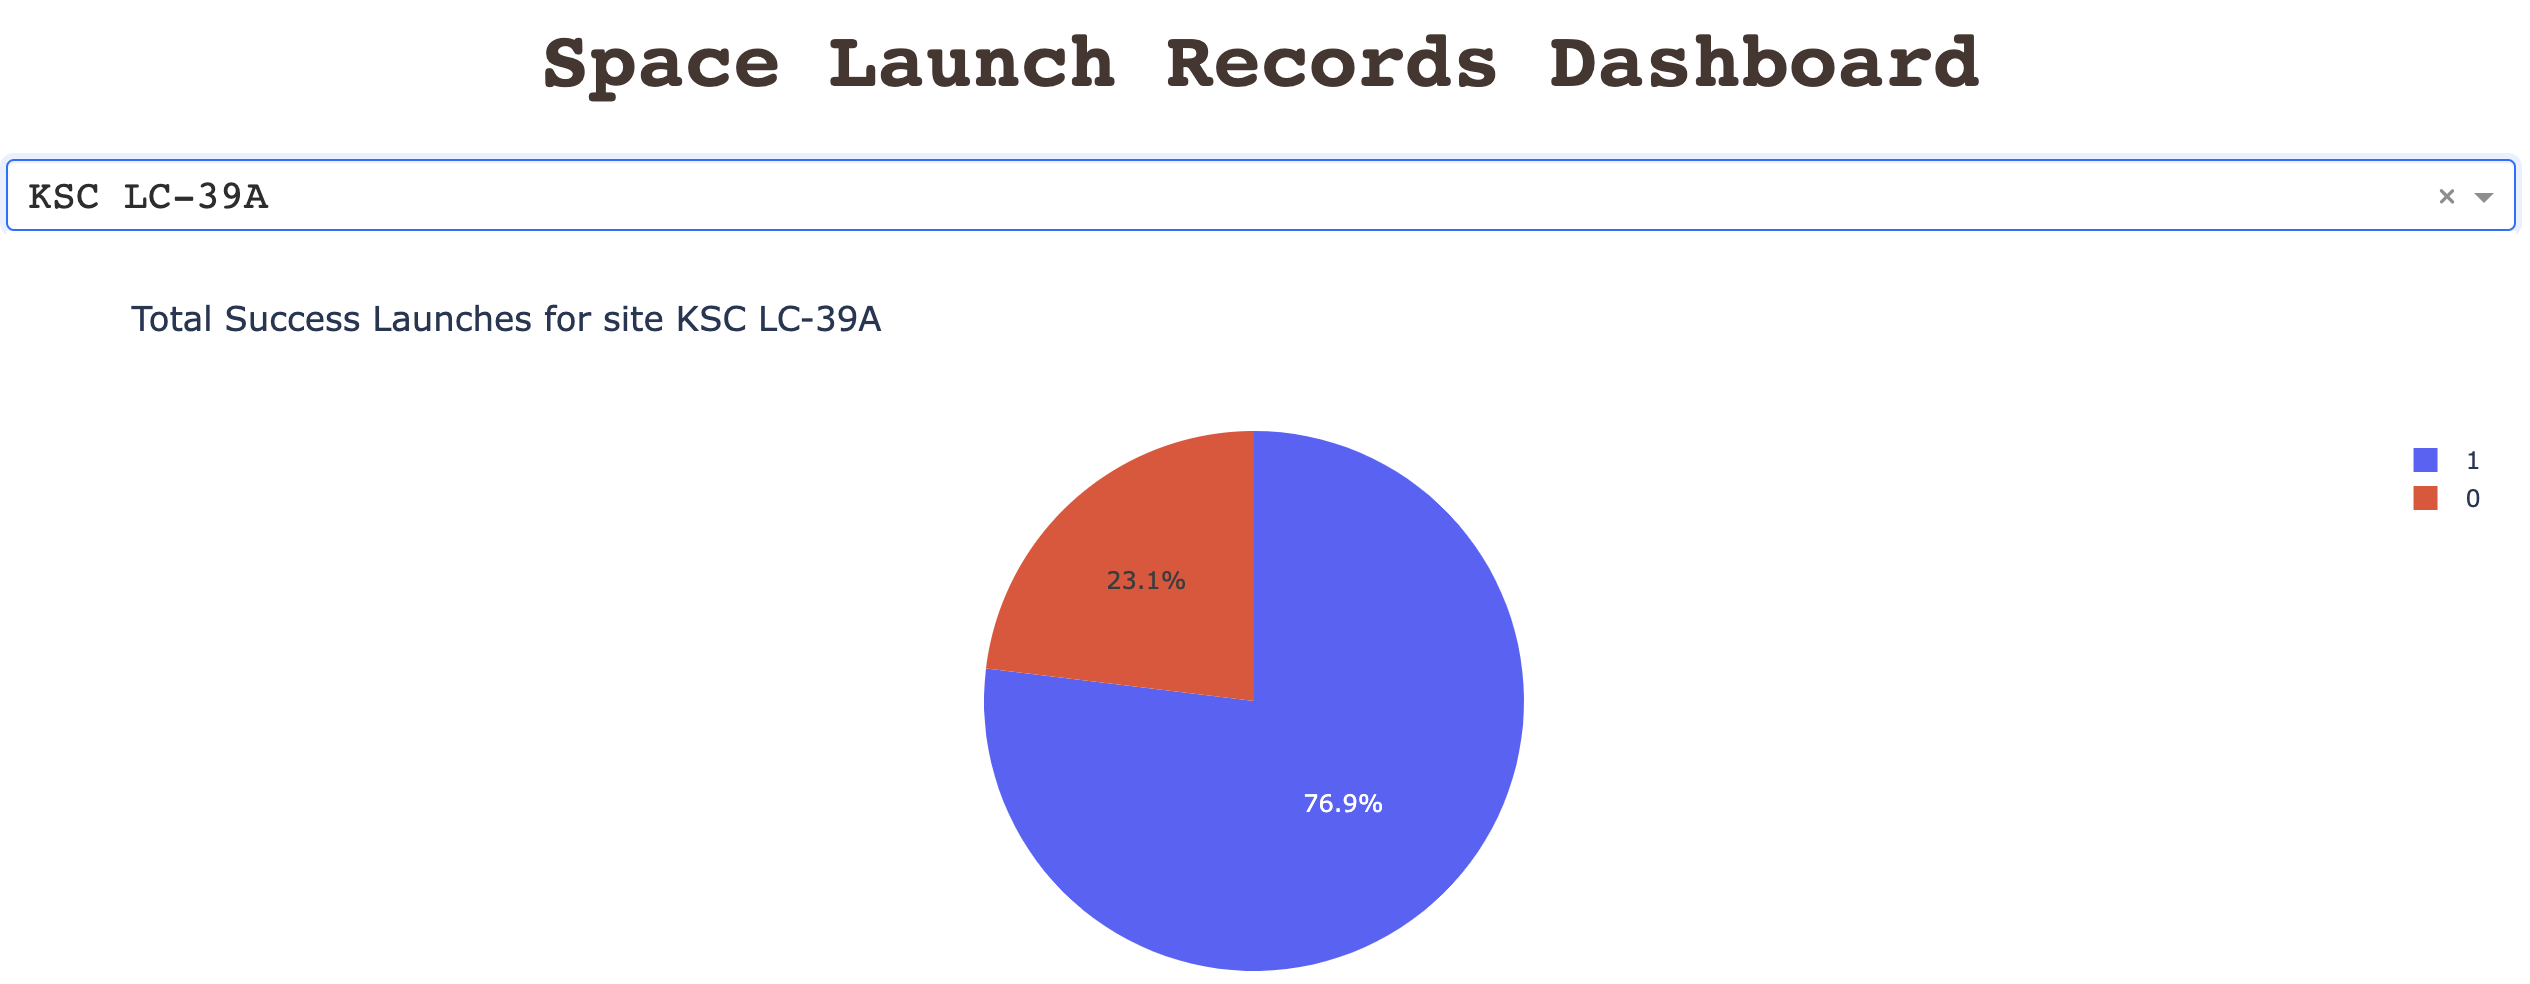 Space Launch Records Dashboard
KSC LC-39A
Total Success Launches for site KSC LC-39A
1
0
23.1%
76.9%